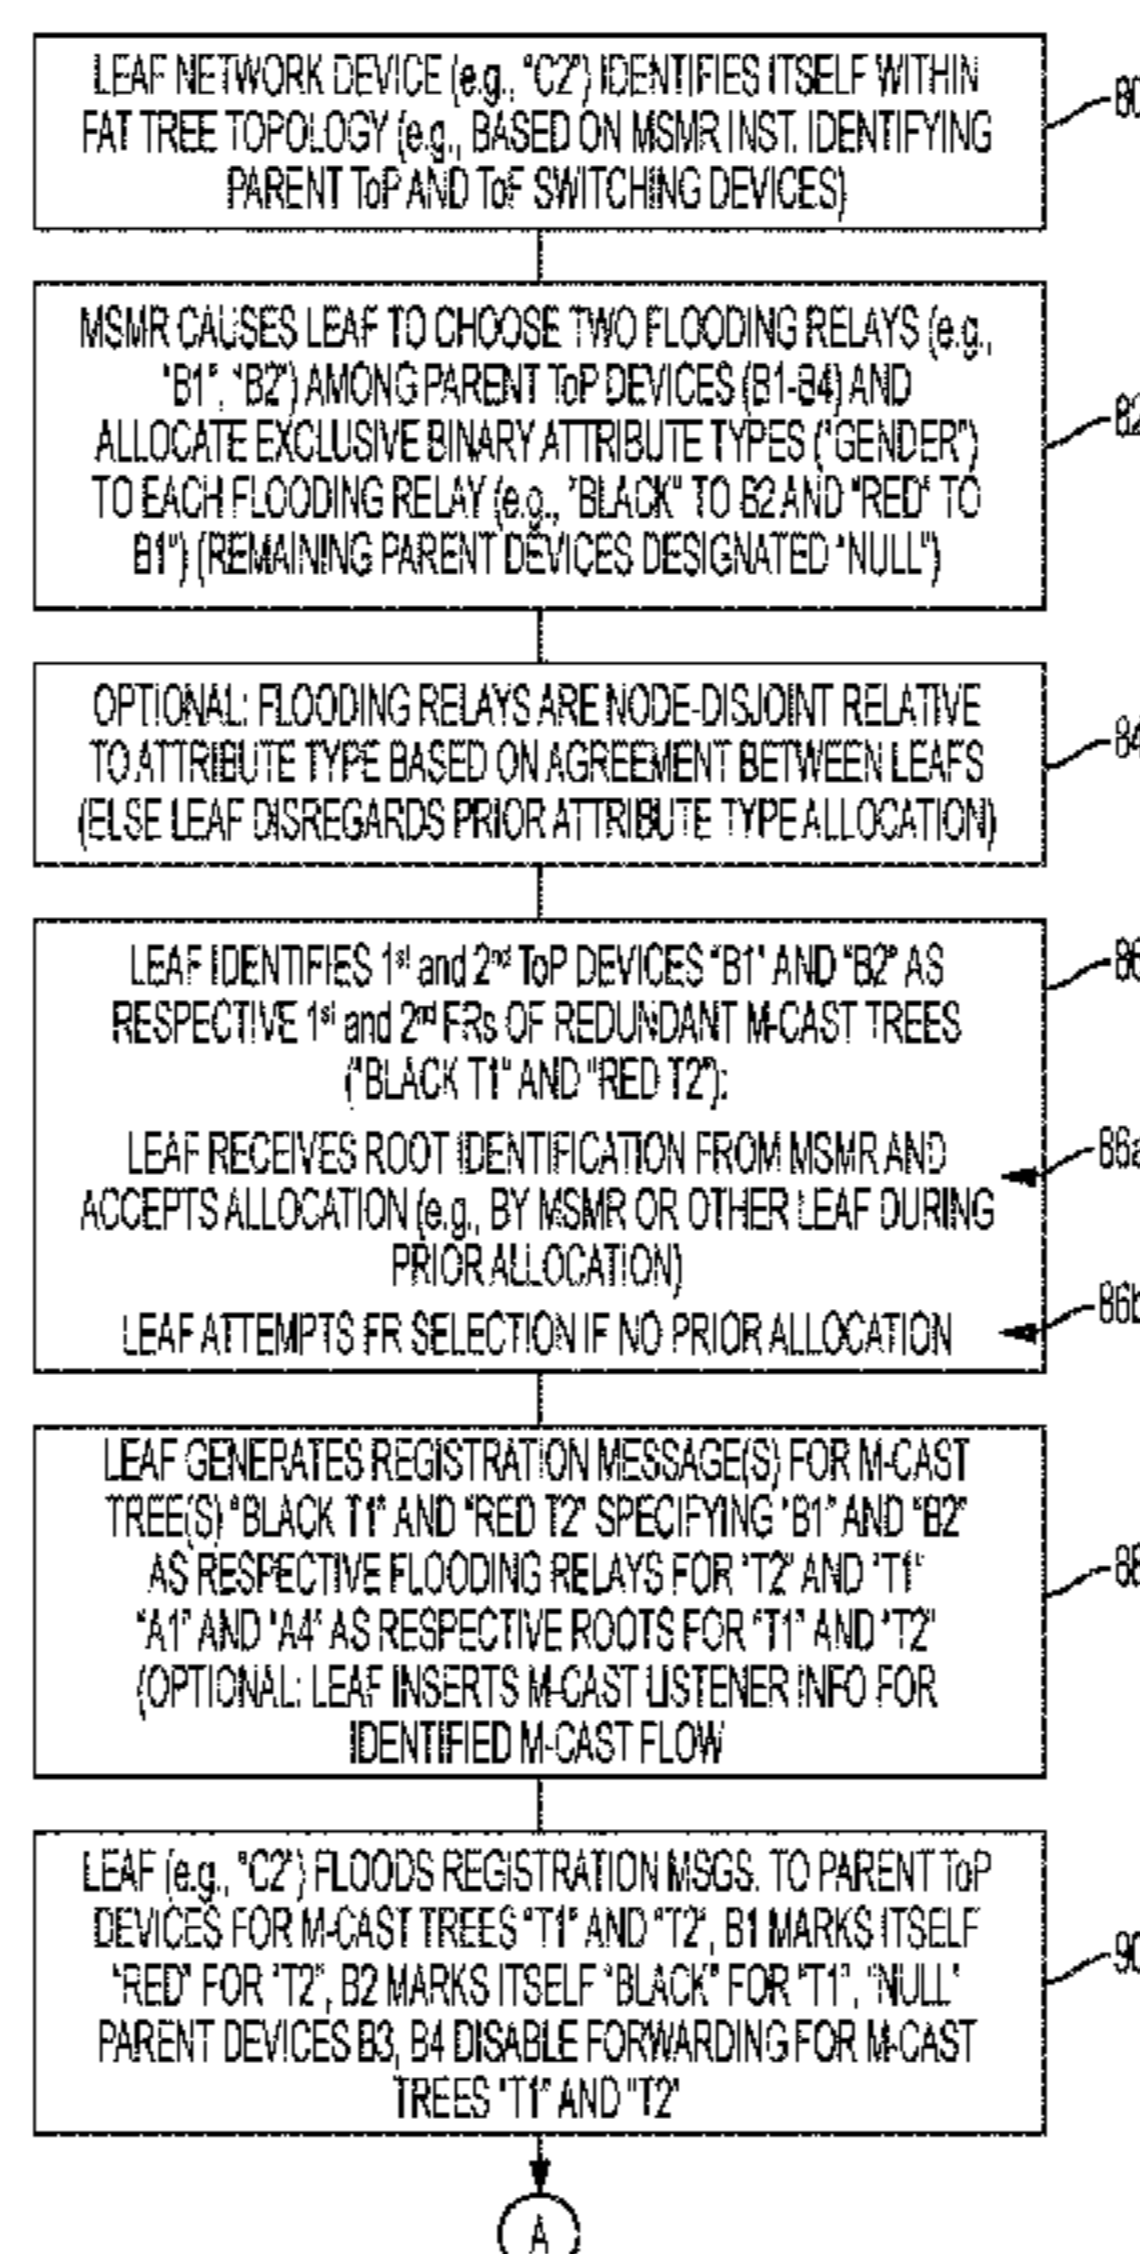 LEAF NETWORK DEVICE (e.g., "C2") IDENTIFIES ITSELF WITHIN
FAT TREE TOPOLOGY (e.g., BASED ON MSMR INST. IDENTIFYING
PARENT ToP AND ToF SWITCHING DEVICES)
80
MSMR CAUSES LEAF TO CHOOSE TWO FLOODING RELAYS (e.g.,
"B1", "B2") AMONG PARENT ToP DEVICES (B1-B4) AND
ALLOCATE EXCLUSIVE BINARY ATTRIBUTE TYPES ("GENDER")
TO EACH FLOODING RELAY (e.g., "BLACK" TO B2 AND "RED" TO
B1") (REMAINING PARENT DEVICES DESIGNATED "NULL")
82
OPTIONAL: FLOODING RELAYS ARE NODE-DISJOINT RELATIVE
TO ATTRIBUTE TYPE BASED ON AGREEMENT BETWEEN LEAFS
(ELSE LEAF DISREGARDS PRIOR ATTRIBUTE TYPE ALLOCATION)
84
LEAF IDENTIFIES 1st and 2nd ToP DEVICES "B1" AND "B2" AS
RESPECTIVE 1st and 2nd FRs OF REDUNDANT M-CAST TREES
("BLACK T1" AND "RED T2"):
86
LEAF RECEIVES ROOT IDENTIFICATION FROM MSMR AND
ACCEPTS ALLOCATION (e.g., BY MSMR OR OTHER LEAF DURING
PRIOR ALLOCATION)
86a
LEAF ATTEMPTS FR SELECTION IF NO PRIOR ALLOCATION
86b
LEAF GENERATES REGISTRATION MESSAGE(S) FOR M-CAST
TREE(S) "BLACK T1" AND "RED T2" SPECIFYING "B1" AND "B2"
AS RESPECTIVE FLOODING RELAYS FOR "T2" AND "T1"
"A1" AND "A4" AS RESPECTIVE ROOTS FOR "T1" AND "T2"
(OPTIONAL: LEAF INSERTS M-CAST LISTENER INFO FOR
IDENTIFIED M-CAST FLOW
88
LEAF (e.g., "C2") FLOODS REGISTRATION MSGS. TO PARENT ToP
DEVICES FOR M-CAST TREES "T1" AND "T2", B1 MARKS ITSELF
"RED" FOR "T2", B2 MARKS ITSELF "BLACK" FOR "T1", "NULL"
PARENT DEVICES B3, B4 DISABLE FORWARDING FOR M-CAST
TREES "T1" AND "T2"
90
A